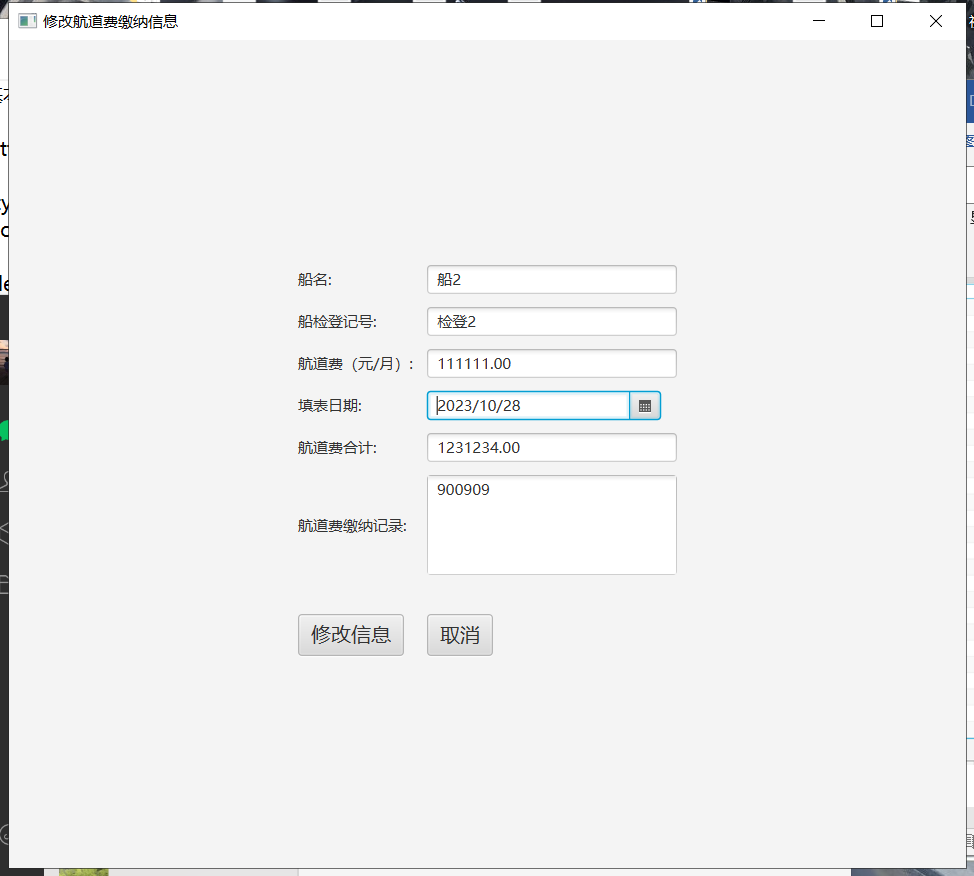 修改航道费缴纳信息
船名: 船2
船检登记号: 检登2
航道费（元/月）: 111111.00
填表日期: 2023/10/28
航道费合计: 1231234.00
900909
航道费缴纳记录:
修改信息 取消